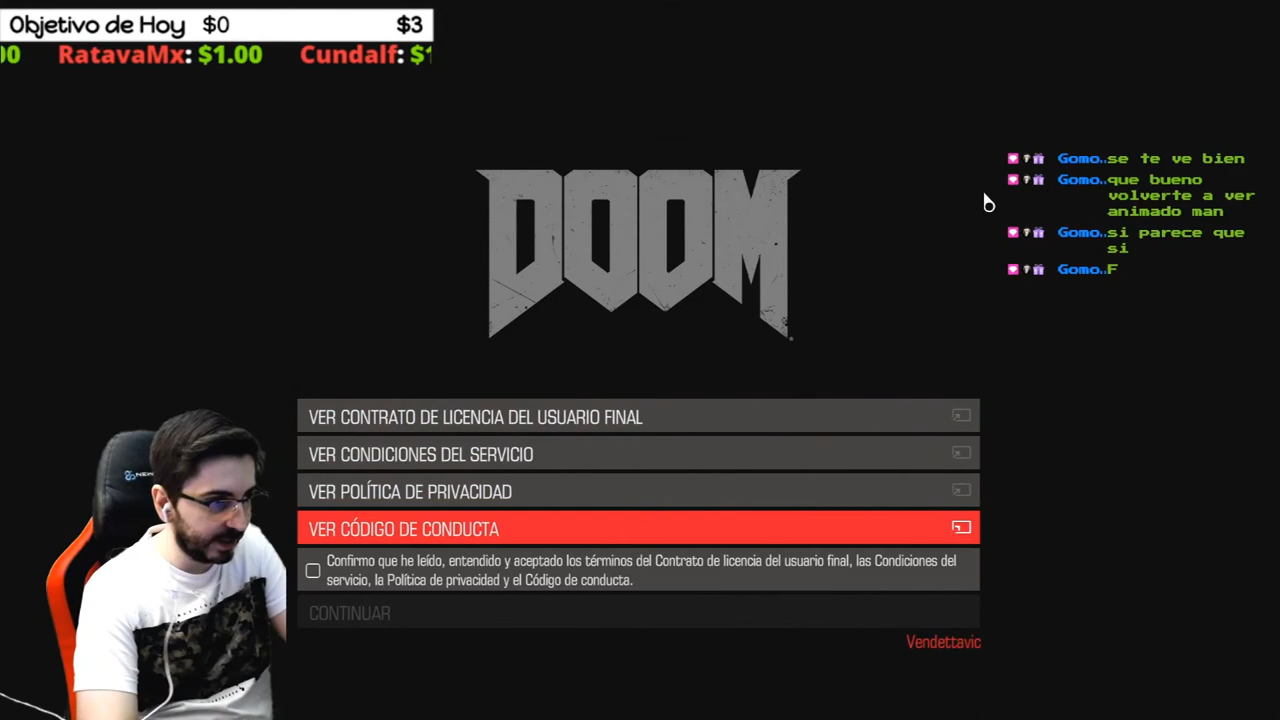 Objetivo de Hoy $0 $3
00 RatavaMx: $1.00 Cundalf: $1
DOOM
Gomo..se te ve bien
Gomo..que bueno
volverte a ver
animado man
Gomo..si parece que
si
Gomo..F
VER CONTRATO DE LICENCIA DEL USUARIO FINAL
VER CONDICIONES DEL SERVICIO
VER POLÍTICA DE PRIVACIDAD
VER CÓDIGO DE CONDUCTA
Confirmo que he leído, entendido y aceptado los términos del Contrato de licencia del usuario final, las Condiciones del
servicio, la Política de privacidad y el Código de conducta.
CONTINUAR
Vendettavic